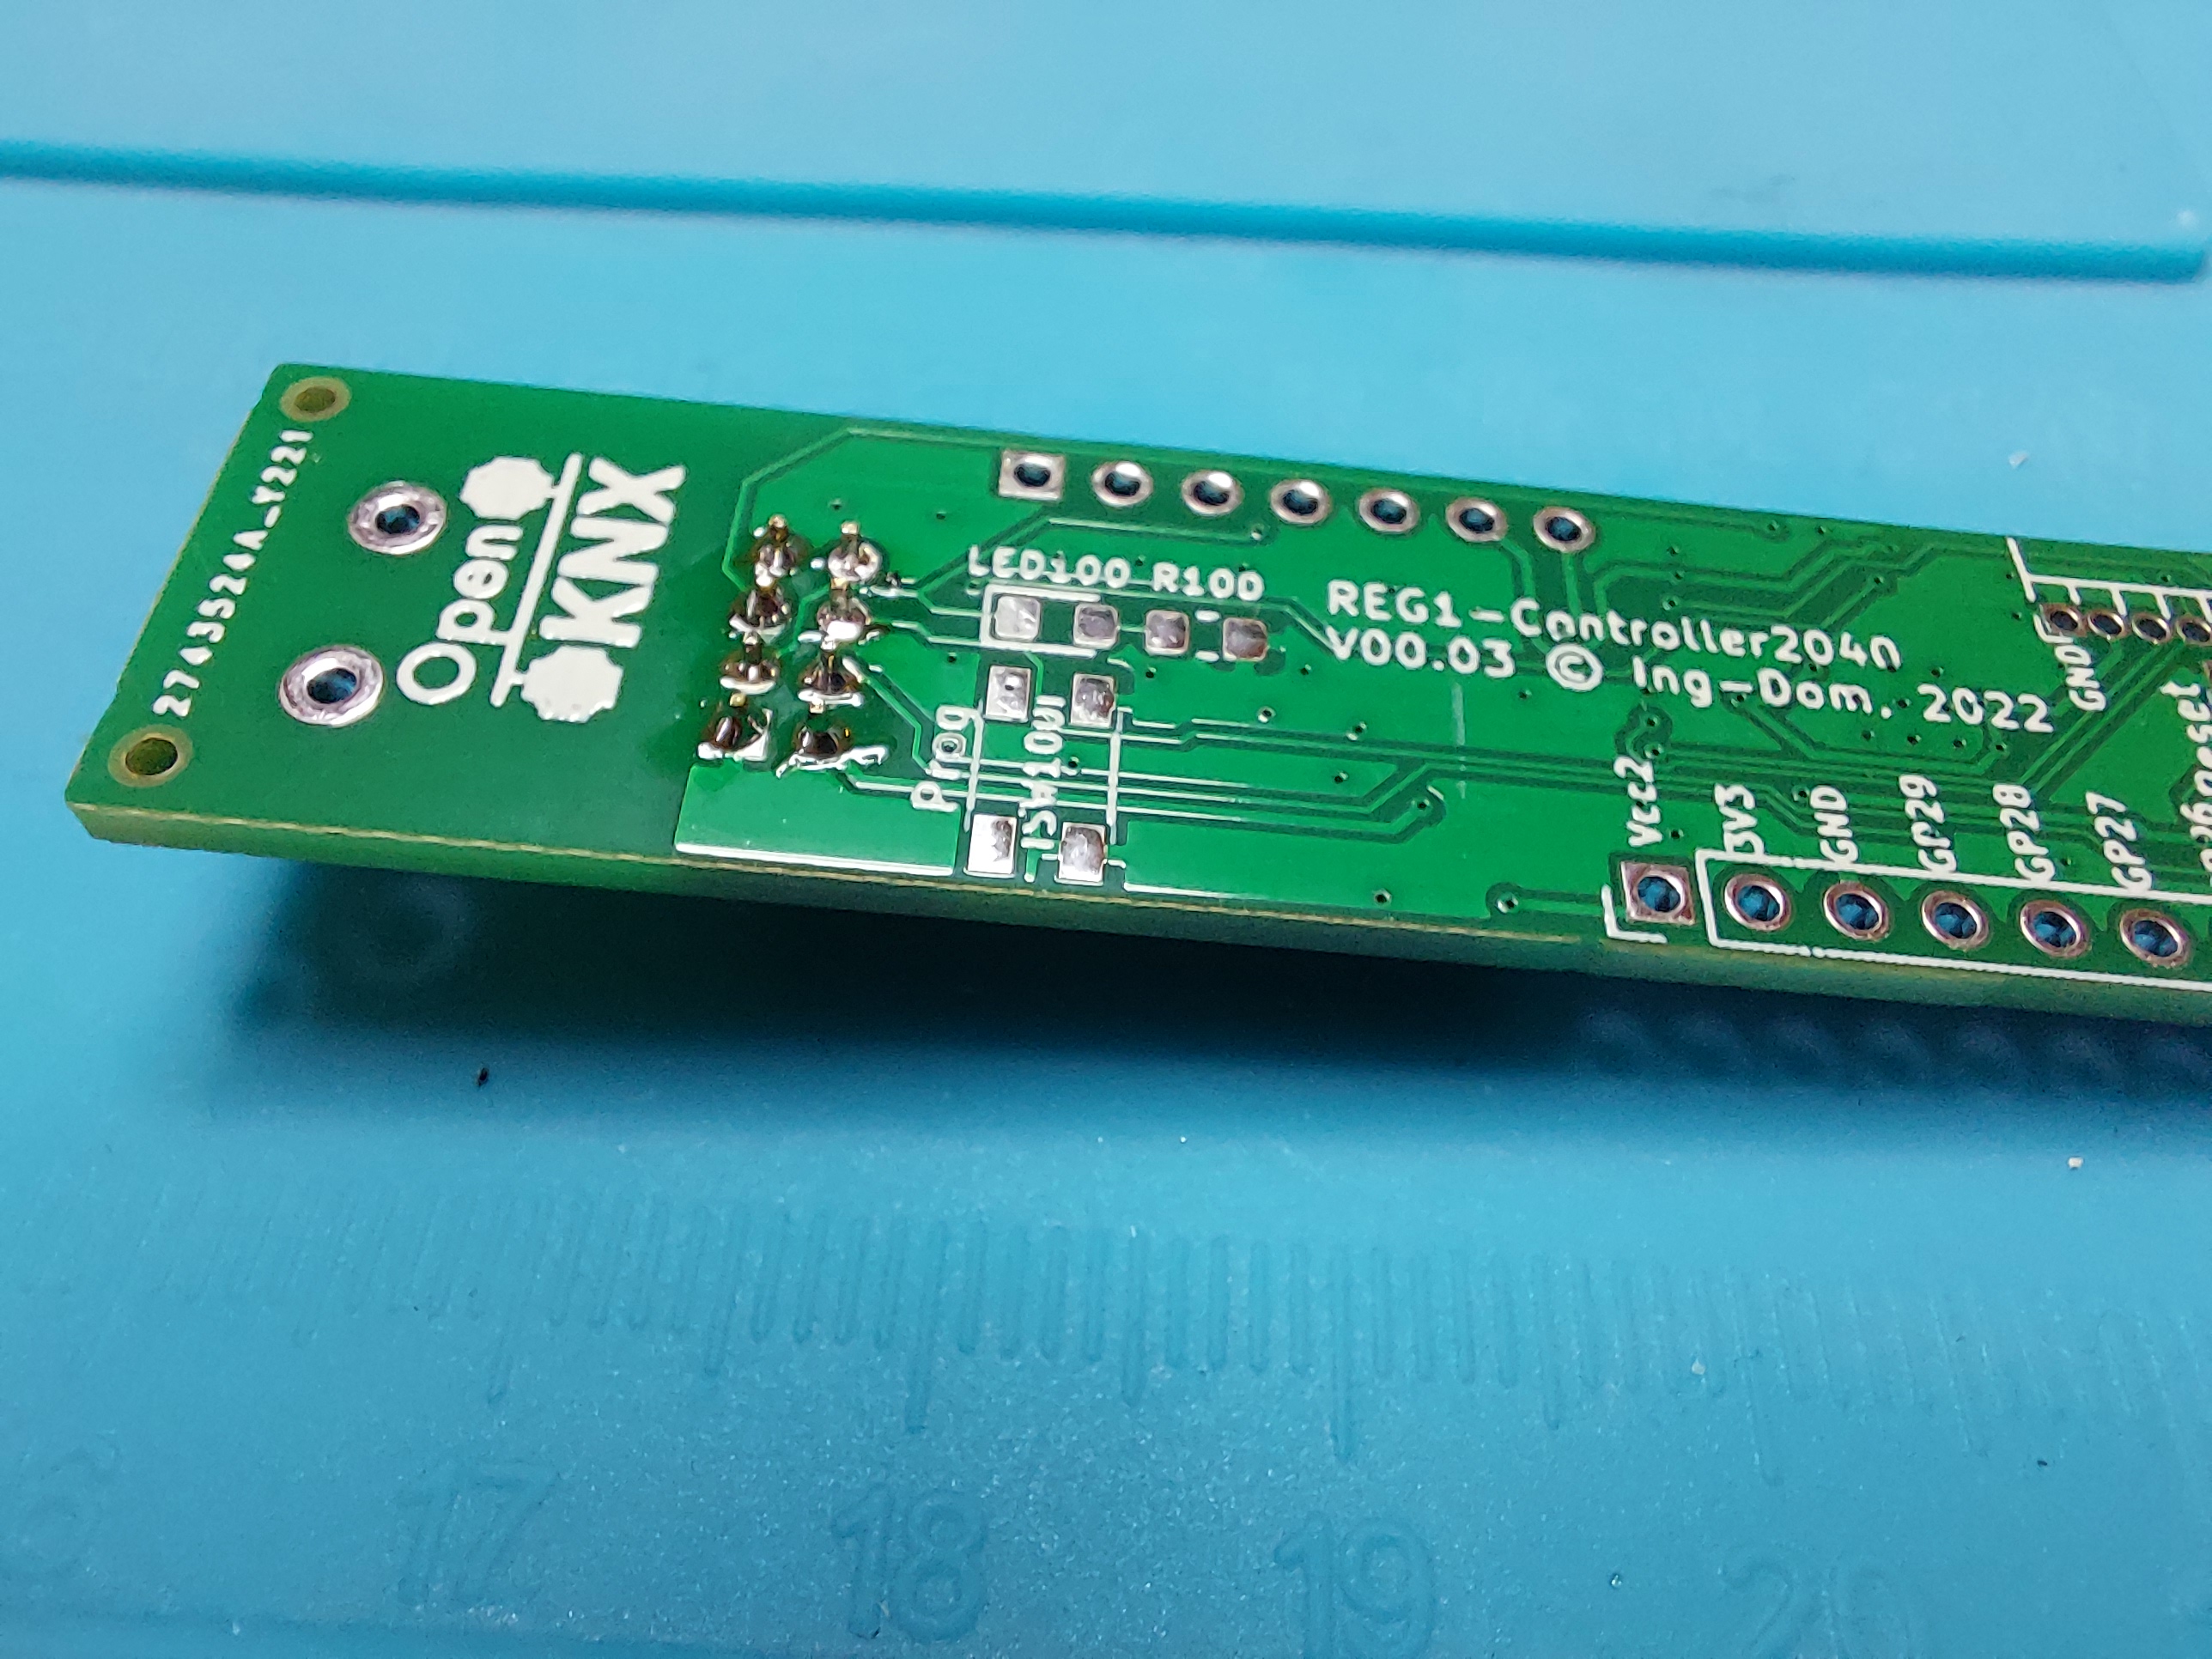 2743524A_Y221
Open
KNX
LED100 R100
REG1-Controller2040
V00.03 © Ing-Dom, 2022
Prog
SW100
Vcc2
3V3
GND
GP29
GP28
GP27
GND
17
18
19
20